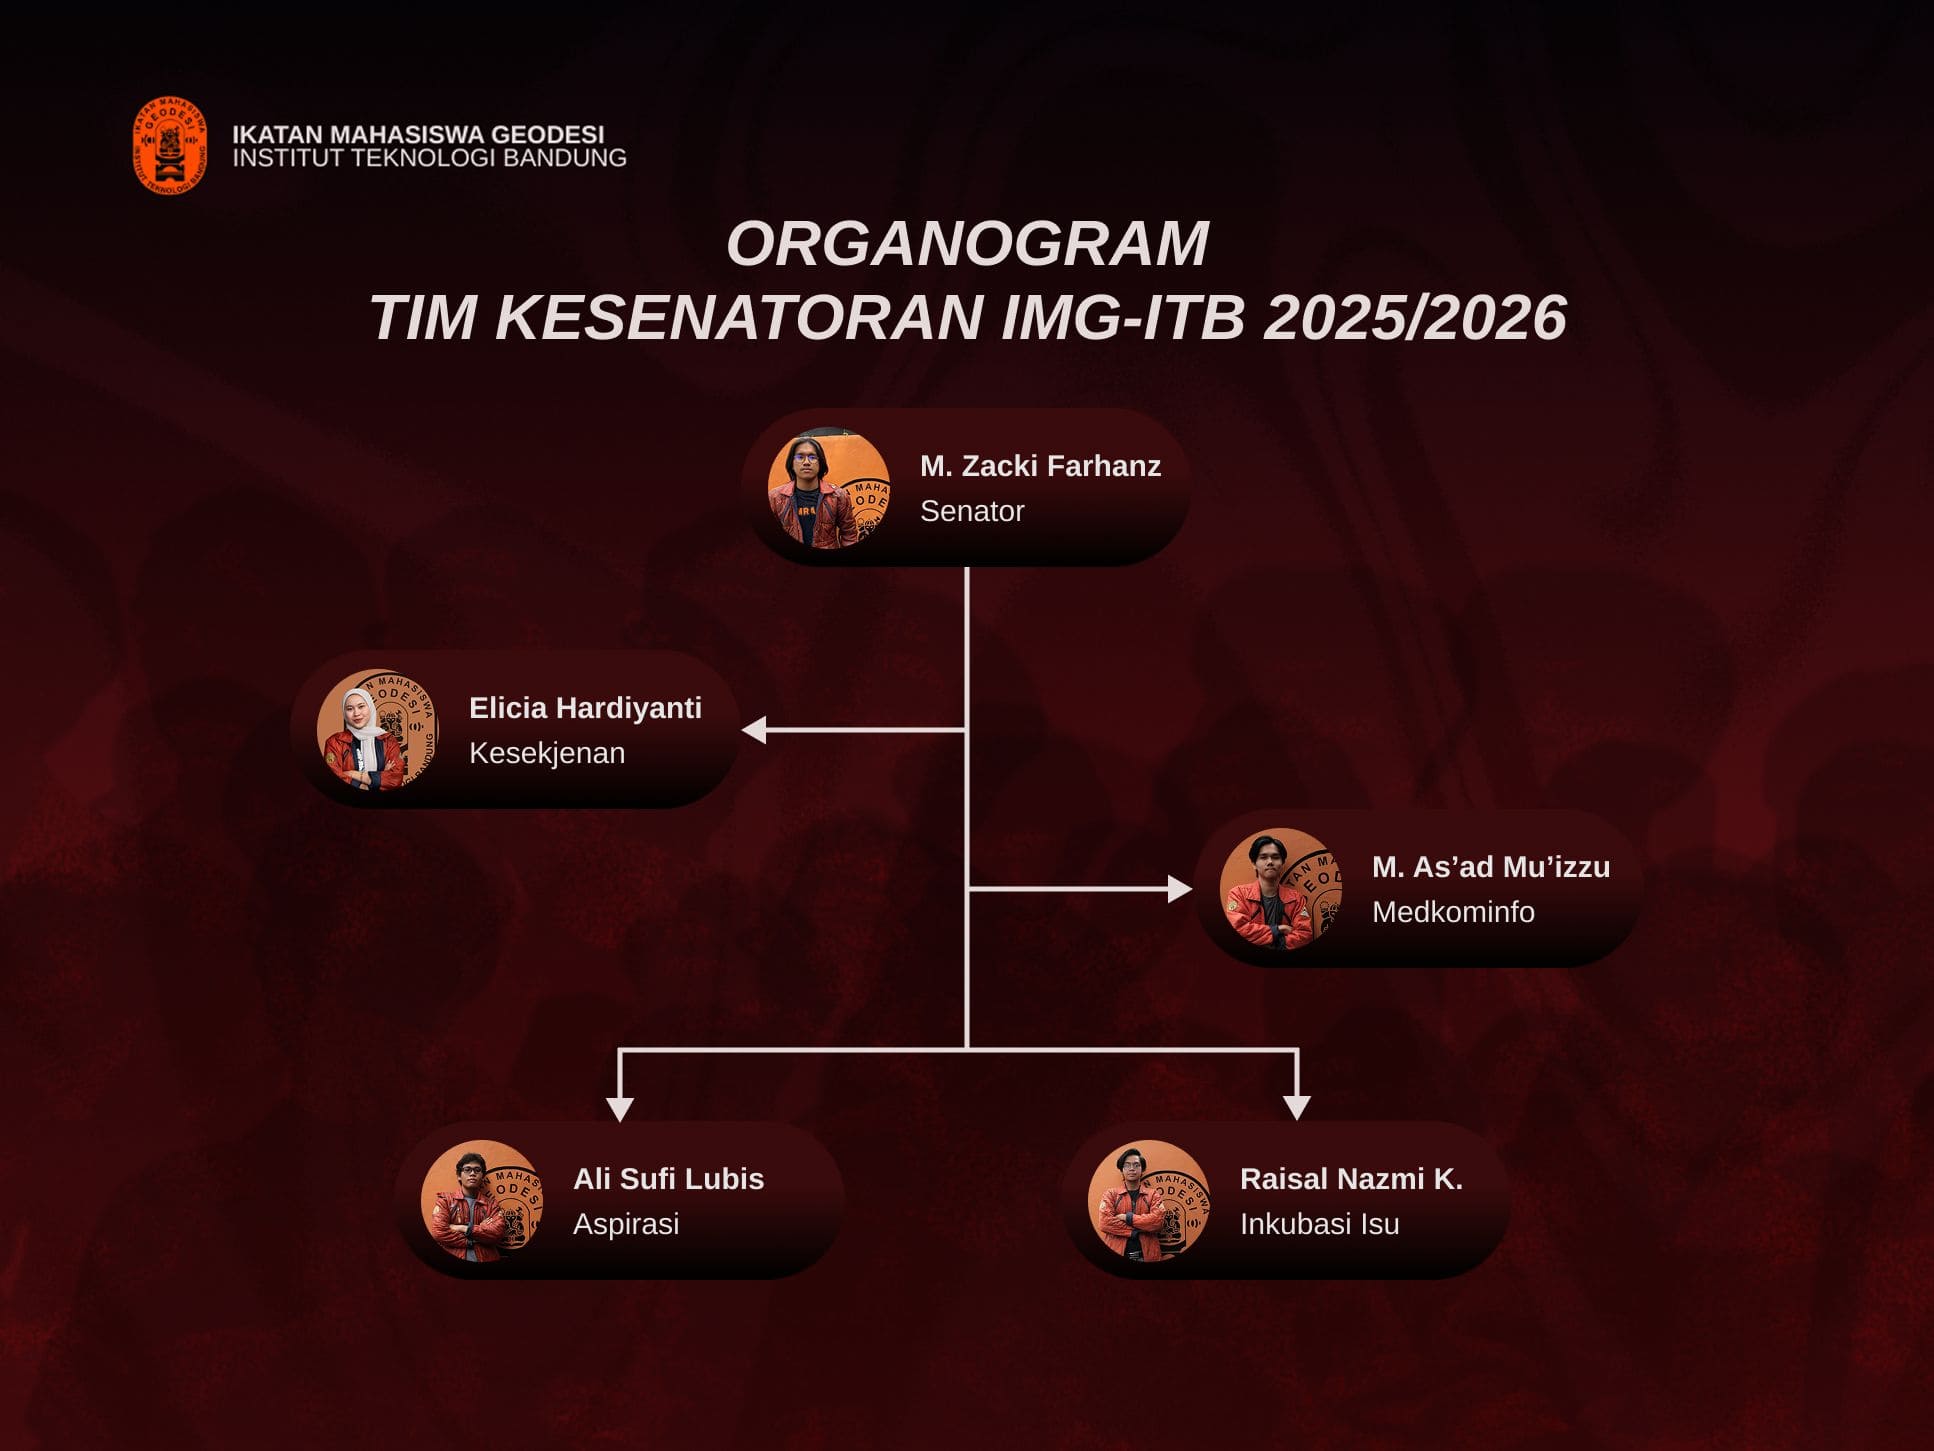 IKATAN MAHASISWA GEODESI
INSTITUT TEKNOLOGI BANDUNG
ORGANOGRAM
TIM KESENATORAN IMG-ITB 2025/2026
M. Zacki Farhanz
Senator
Elicia Hardiyanti
Kesekjenan
M. As’ad Mu’izzu
Medkominfo
Ali Sufi Lubis
Aspirasi
Raisal Nazmi K.
Inkubasi Isu